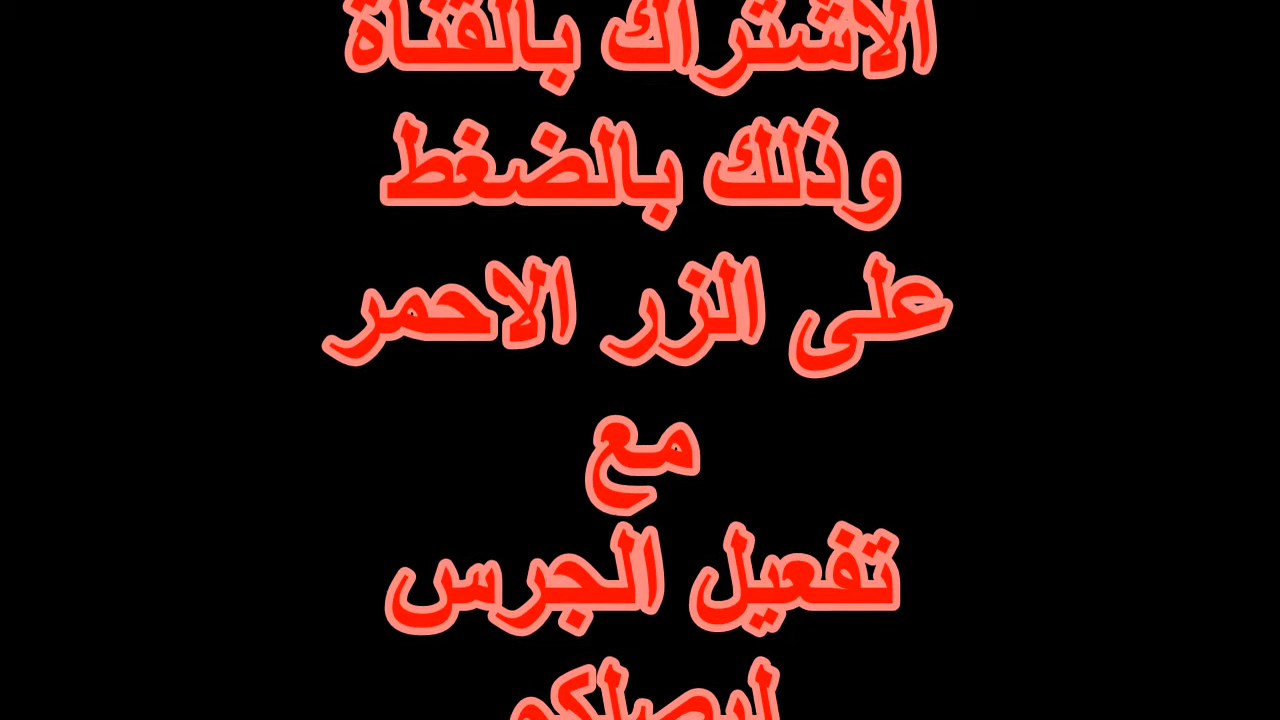 الاشتراك بالقناة
وذلك بالضغط
على الزر الاحمر
مع
تفعيل الجرس